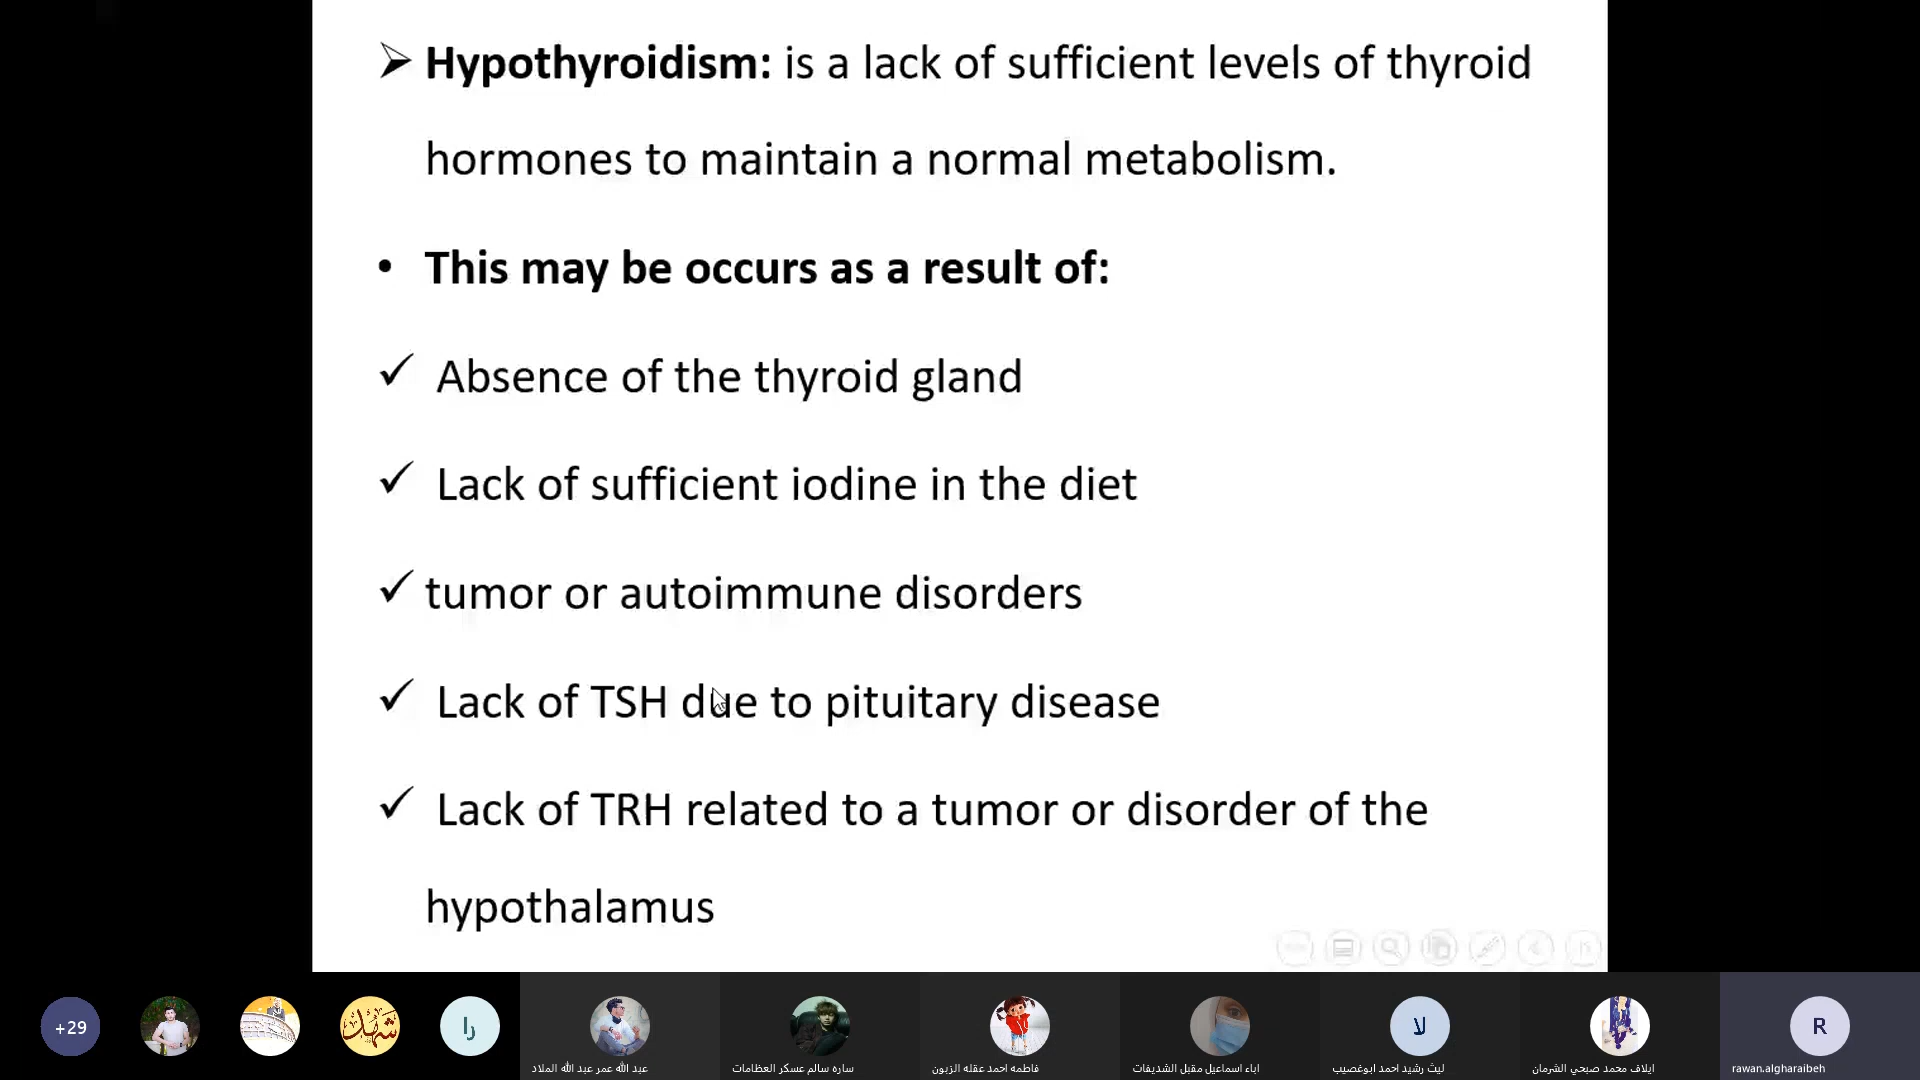 Hypothyroidism: is a lack of sufficient levels of thyroid
hormones to maintain a normal metabolism.
• This may be occurs as a result of:
✓ Absence of the thyroid gland
✓ Lack of sufficient iodine in the diet
✓ tumor or autoimmune disorders
✓ Lack of TSH due to pituitary disease
✓ Lack of TRH related to a tumor or disorder of the
hypothalamus
+29
شهد
را
لا
R
عبد الله عمر عبد الله الملاد
ساره سالم عسكر العظامات
فاطمه احمد عقله الزبون
اباء اسماعيل مقبل الشديفات
ليث رشيد احمد ابوغصيب
ايلاف محمد صبحي الشرمان
rawan.algharaibeh